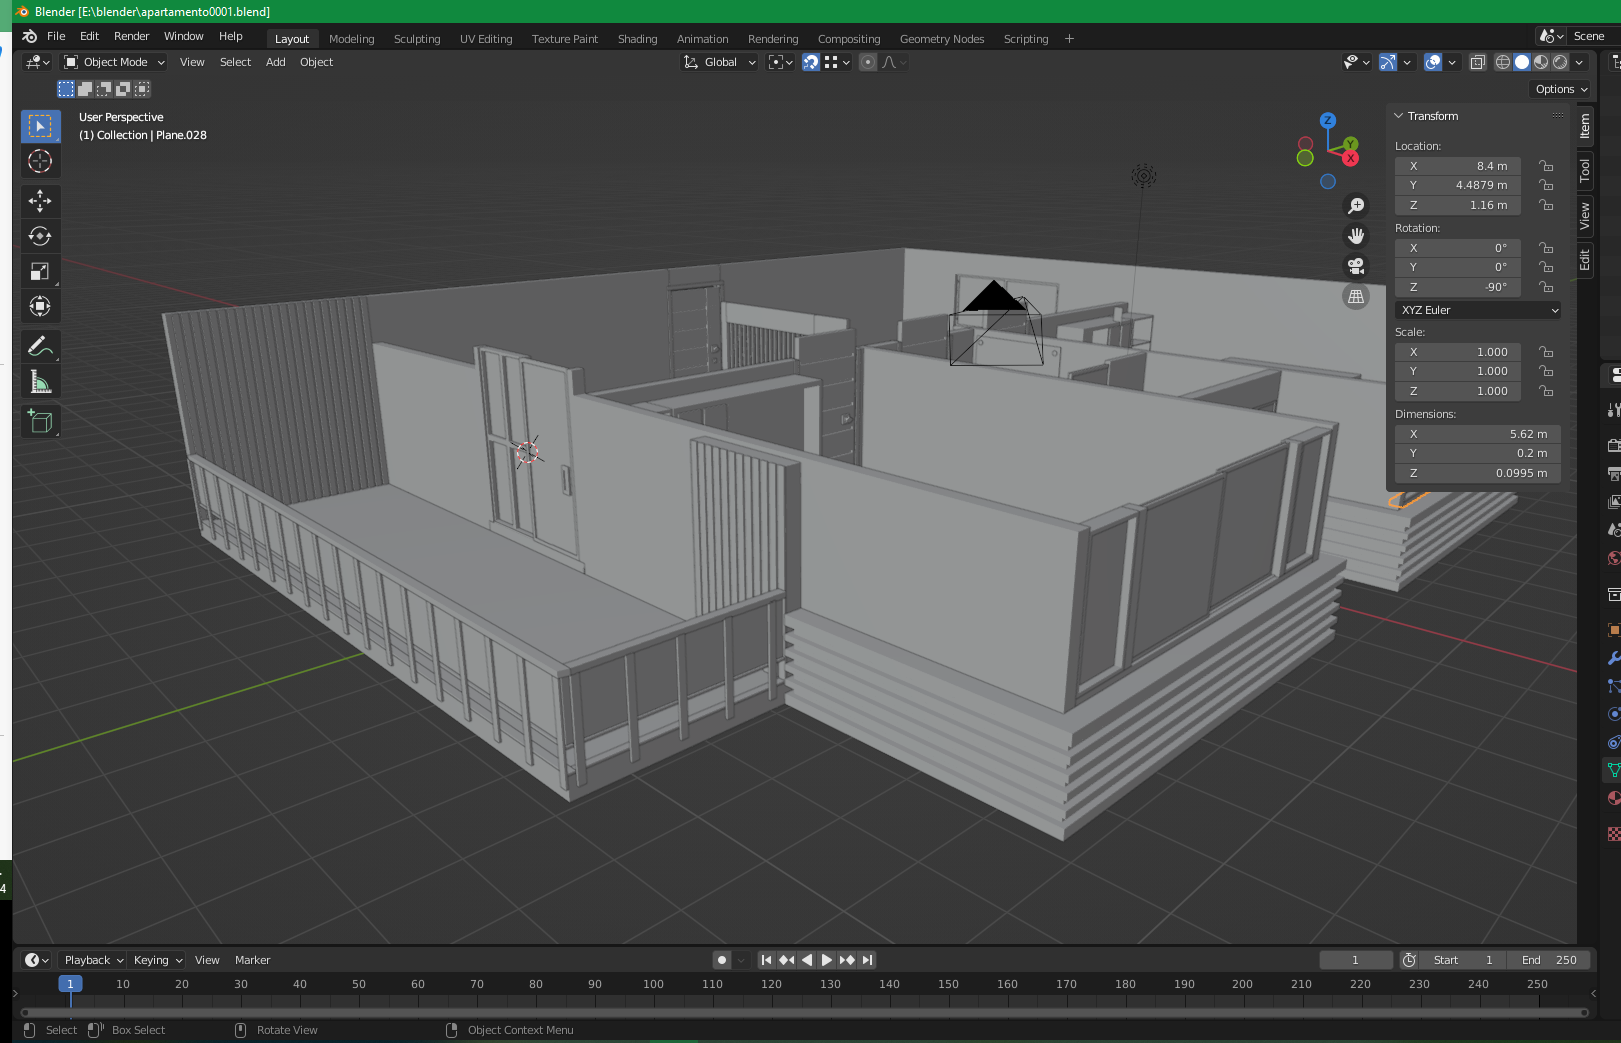 Blender [E:\blender\apartamento0001.blend]
File Edit Render Window Help Layout Modeling Sculpting UV Editing Texture Paint Shading Animation Rendering Compositing Geometry Nodes Scripting + Scene
Object Mode View Select Add Object Global
Options
User Perspective
(1) Collection | Plane.028
Z
Y
X
Transform
Location:
X 8.4 m
Y 4.4879 m
Z 1.16 m
Rotation:
X 0°
Y 0°
Z -90°
XYZ Euler
Scale:
X 1.000
Y 1.000
Z 1.000
Dimensions:
X 5.62 m
Y 0.2 m
Z 0.0995 m
Item
Tool
View
Edit
4
Playback Keying View Marker 1 Start 1 End 250
1 10 20 30 40 50 60 70 80 90 100 110 120 130 140 150 160 170 180 190 200 210 220 230 240 250
Select Box Select Rotate View Object Context Menu